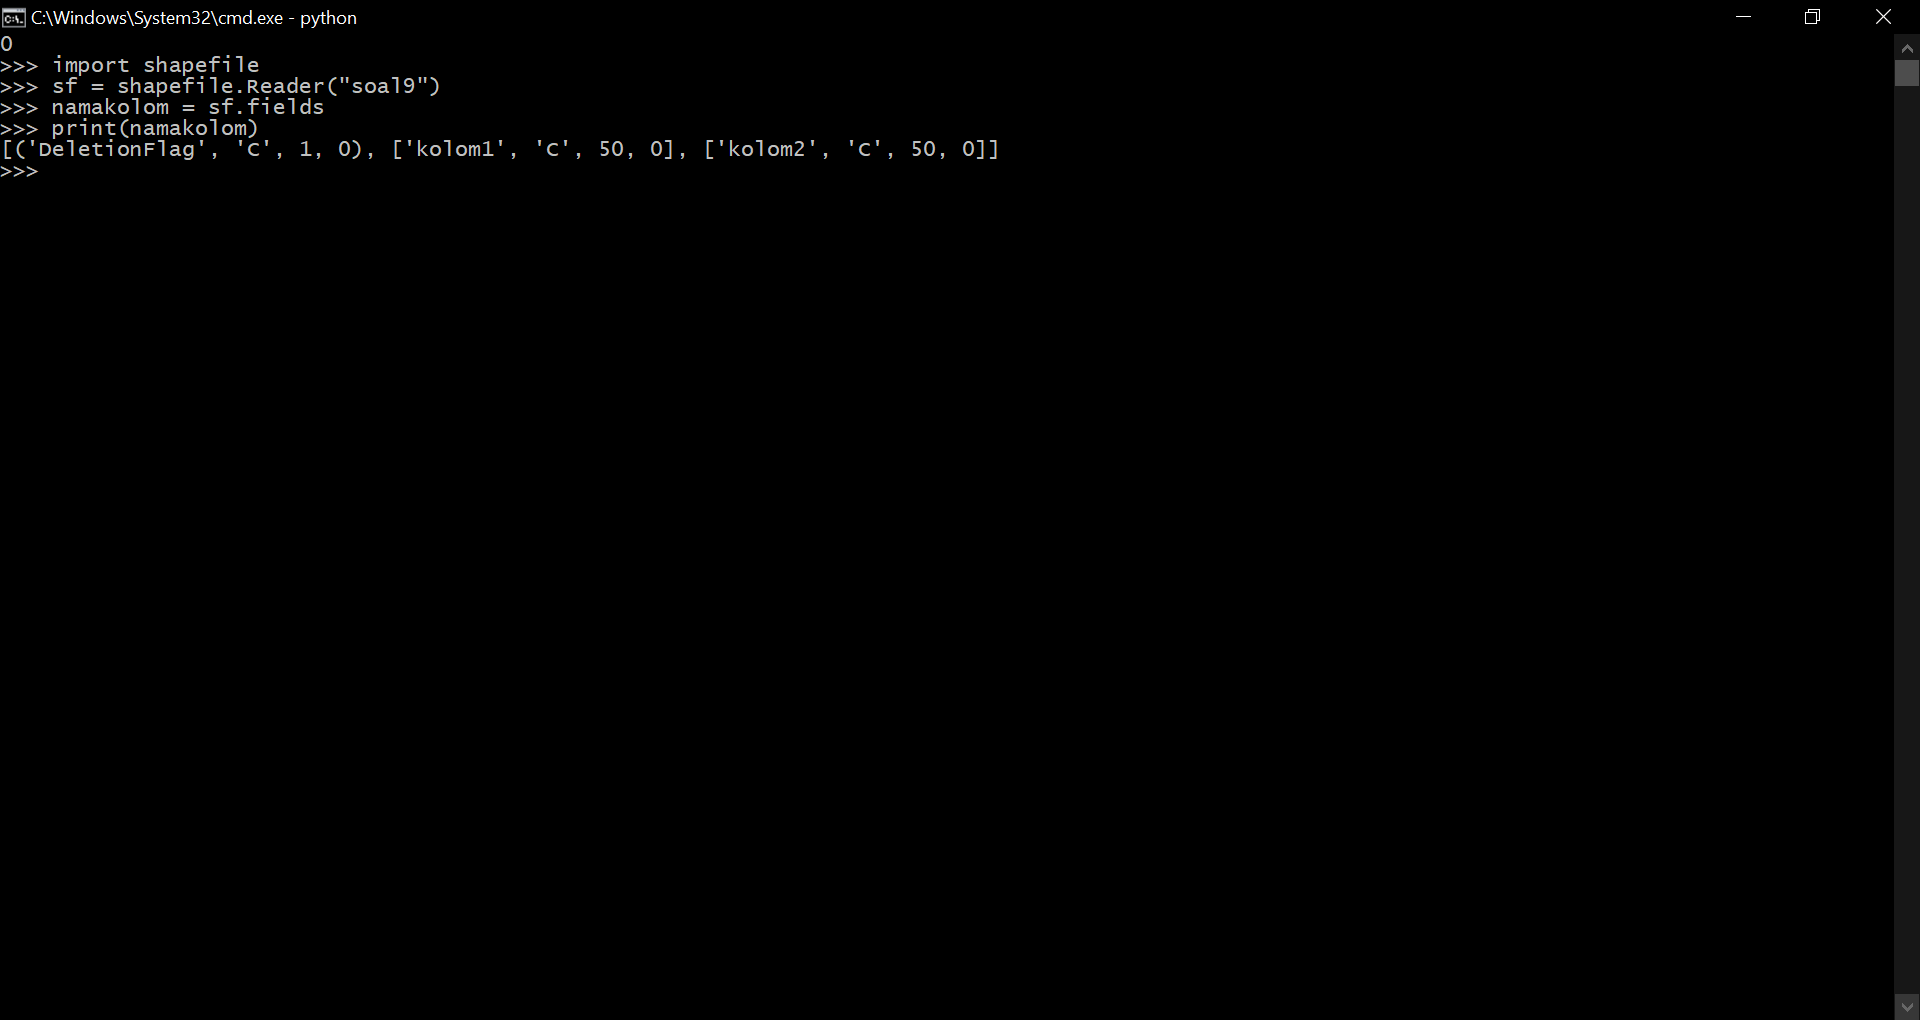 C:\Windows\System32\cmd.exe - python
0
>>> import shapefile
>>> sf = shapefile.Reader("soal9")
>>> namakolom = sf.fields
>>> print(namakolom)
[('DeletionFlag', 'C', 1, 0), ['kolom1', 'C', 50, 0], ['kolom2', 'C', 50, 0]]
>>>